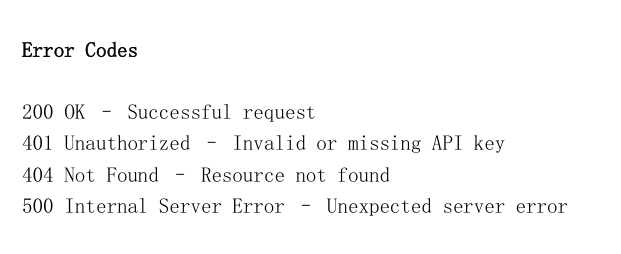 Error Codes
200 OK – Successful request
401 Unauthorized – Invalid or missing API key
404 Not Found – Resource not found
500 Internal Server Error – Unexpected server error